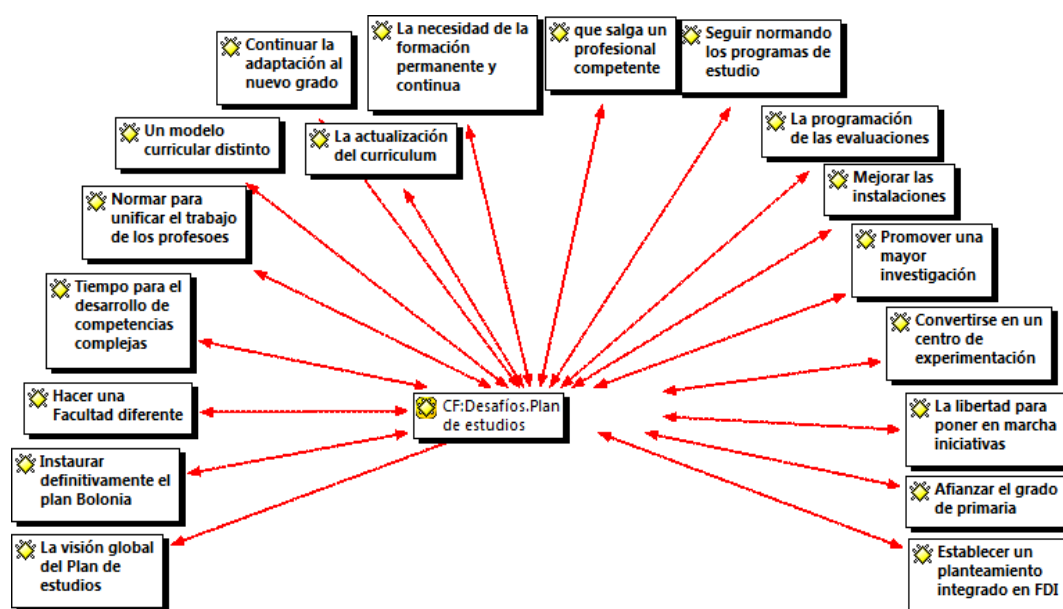 Continuar la
adaptación al
nuevo grado
La necesidad de la
formación
permanente y
continua
que salga un
profesional
competente
Seguir normando
los programas de
estudio
Un modelo
curricular distinto
La actualización
del curriculum
La programación
de las evaluaciones
Mejorar las
instalaciones
Normar para
unificar el trabajo
de los profesoes
Promover una
mayor
investigación
Tiempo para el
desarrollo de
competencias
complejas
Convertirse en un
centro de
experimentación
Hacer una
Facultad diferente
CF:Desafíos.Plan
de estudios
La libertad para
poner en marcha
iniciativas
Instaurar
definitivamente el
plan Bolonia
Afianzar el grado
de primaria
La visión global
del Plan de
estudios
Establecer un
planteamiento
integrado en FDI